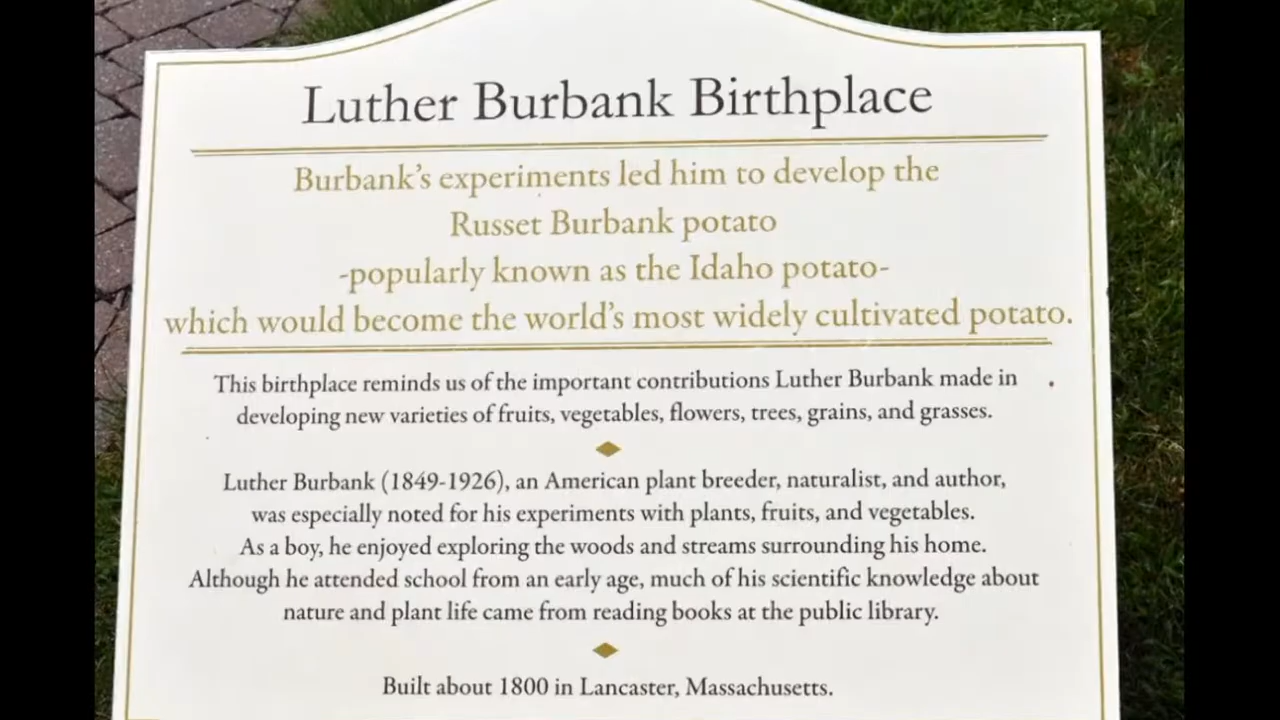 Luther Burbank Birthplace
Burbank's experiments led him to develop the
Russet Burbank potato
-popularly known as the Idaho potato-
which would become the world's most widely cultivated potato.
This birthplace reminds us of the important contributions Luther Burbank made in
developing new varieties of fruits, vegetables, flowers, trees, grains, and grasses.
Luther Burbank (1849-1926), an American plant breeder, naturalist, and author,
was especially noted for his experiments with plants, fruits, and vegetables.
As a boy, he enjoyed exploring the woods and streams surrounding his home.
Although he attended school from an early age, much of his scientific knowledge about
nature and plant life came from reading books at the public library.
Built about 1800 in Lancaster, Massachusetts.